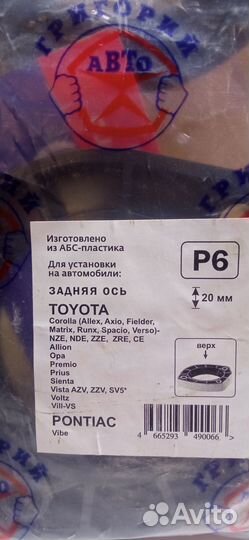 ГРИГОРИЙ
АВТО
Изготовлено
из АБС-пластика
Для установки
на автомобили:
P6
ЗАДНЯЯ ОСЬ
20 мм
TOYOTA
Corolla (Allex, Axio, Fielder,
Matrix, Runx, Spacio, Verso)-
NZE, NDE, ZZE, ZRE, CE
Allion
Opa
Premio
Prius
Sienta
Vista AZV, ZZV, SV5*
Voltz
Vill-VS
верх
PONTIAC
Vibe
4 665293 490066 >
Avito